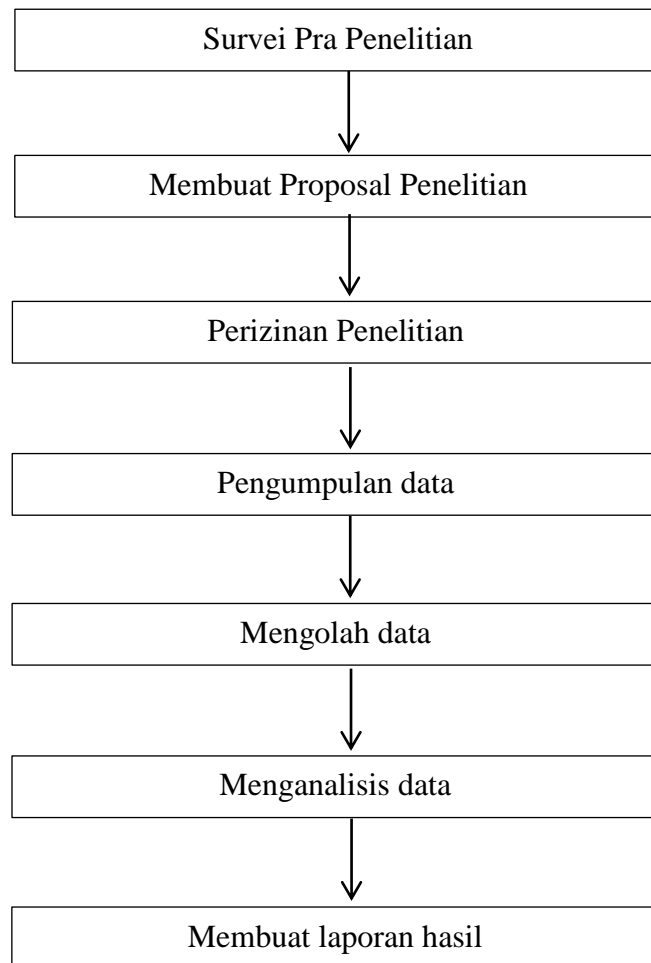 Survei Pra Penelitian
Membuat Proposal Penelitian
Perizinan Penelitian
Pengumpulan data
Mengolah data
Menganalisis data
Membuat laporan hasil